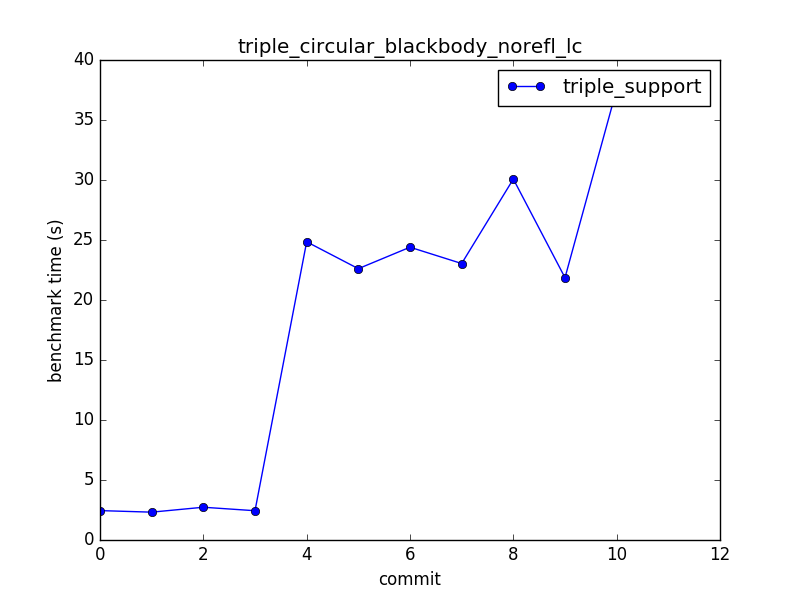 triple_circular_blackbody_norefl_lc
triple_support
benchmark time (s)
40
35
30
25
20
15
10
5
0
0 2 4 6 8 10 12
commit